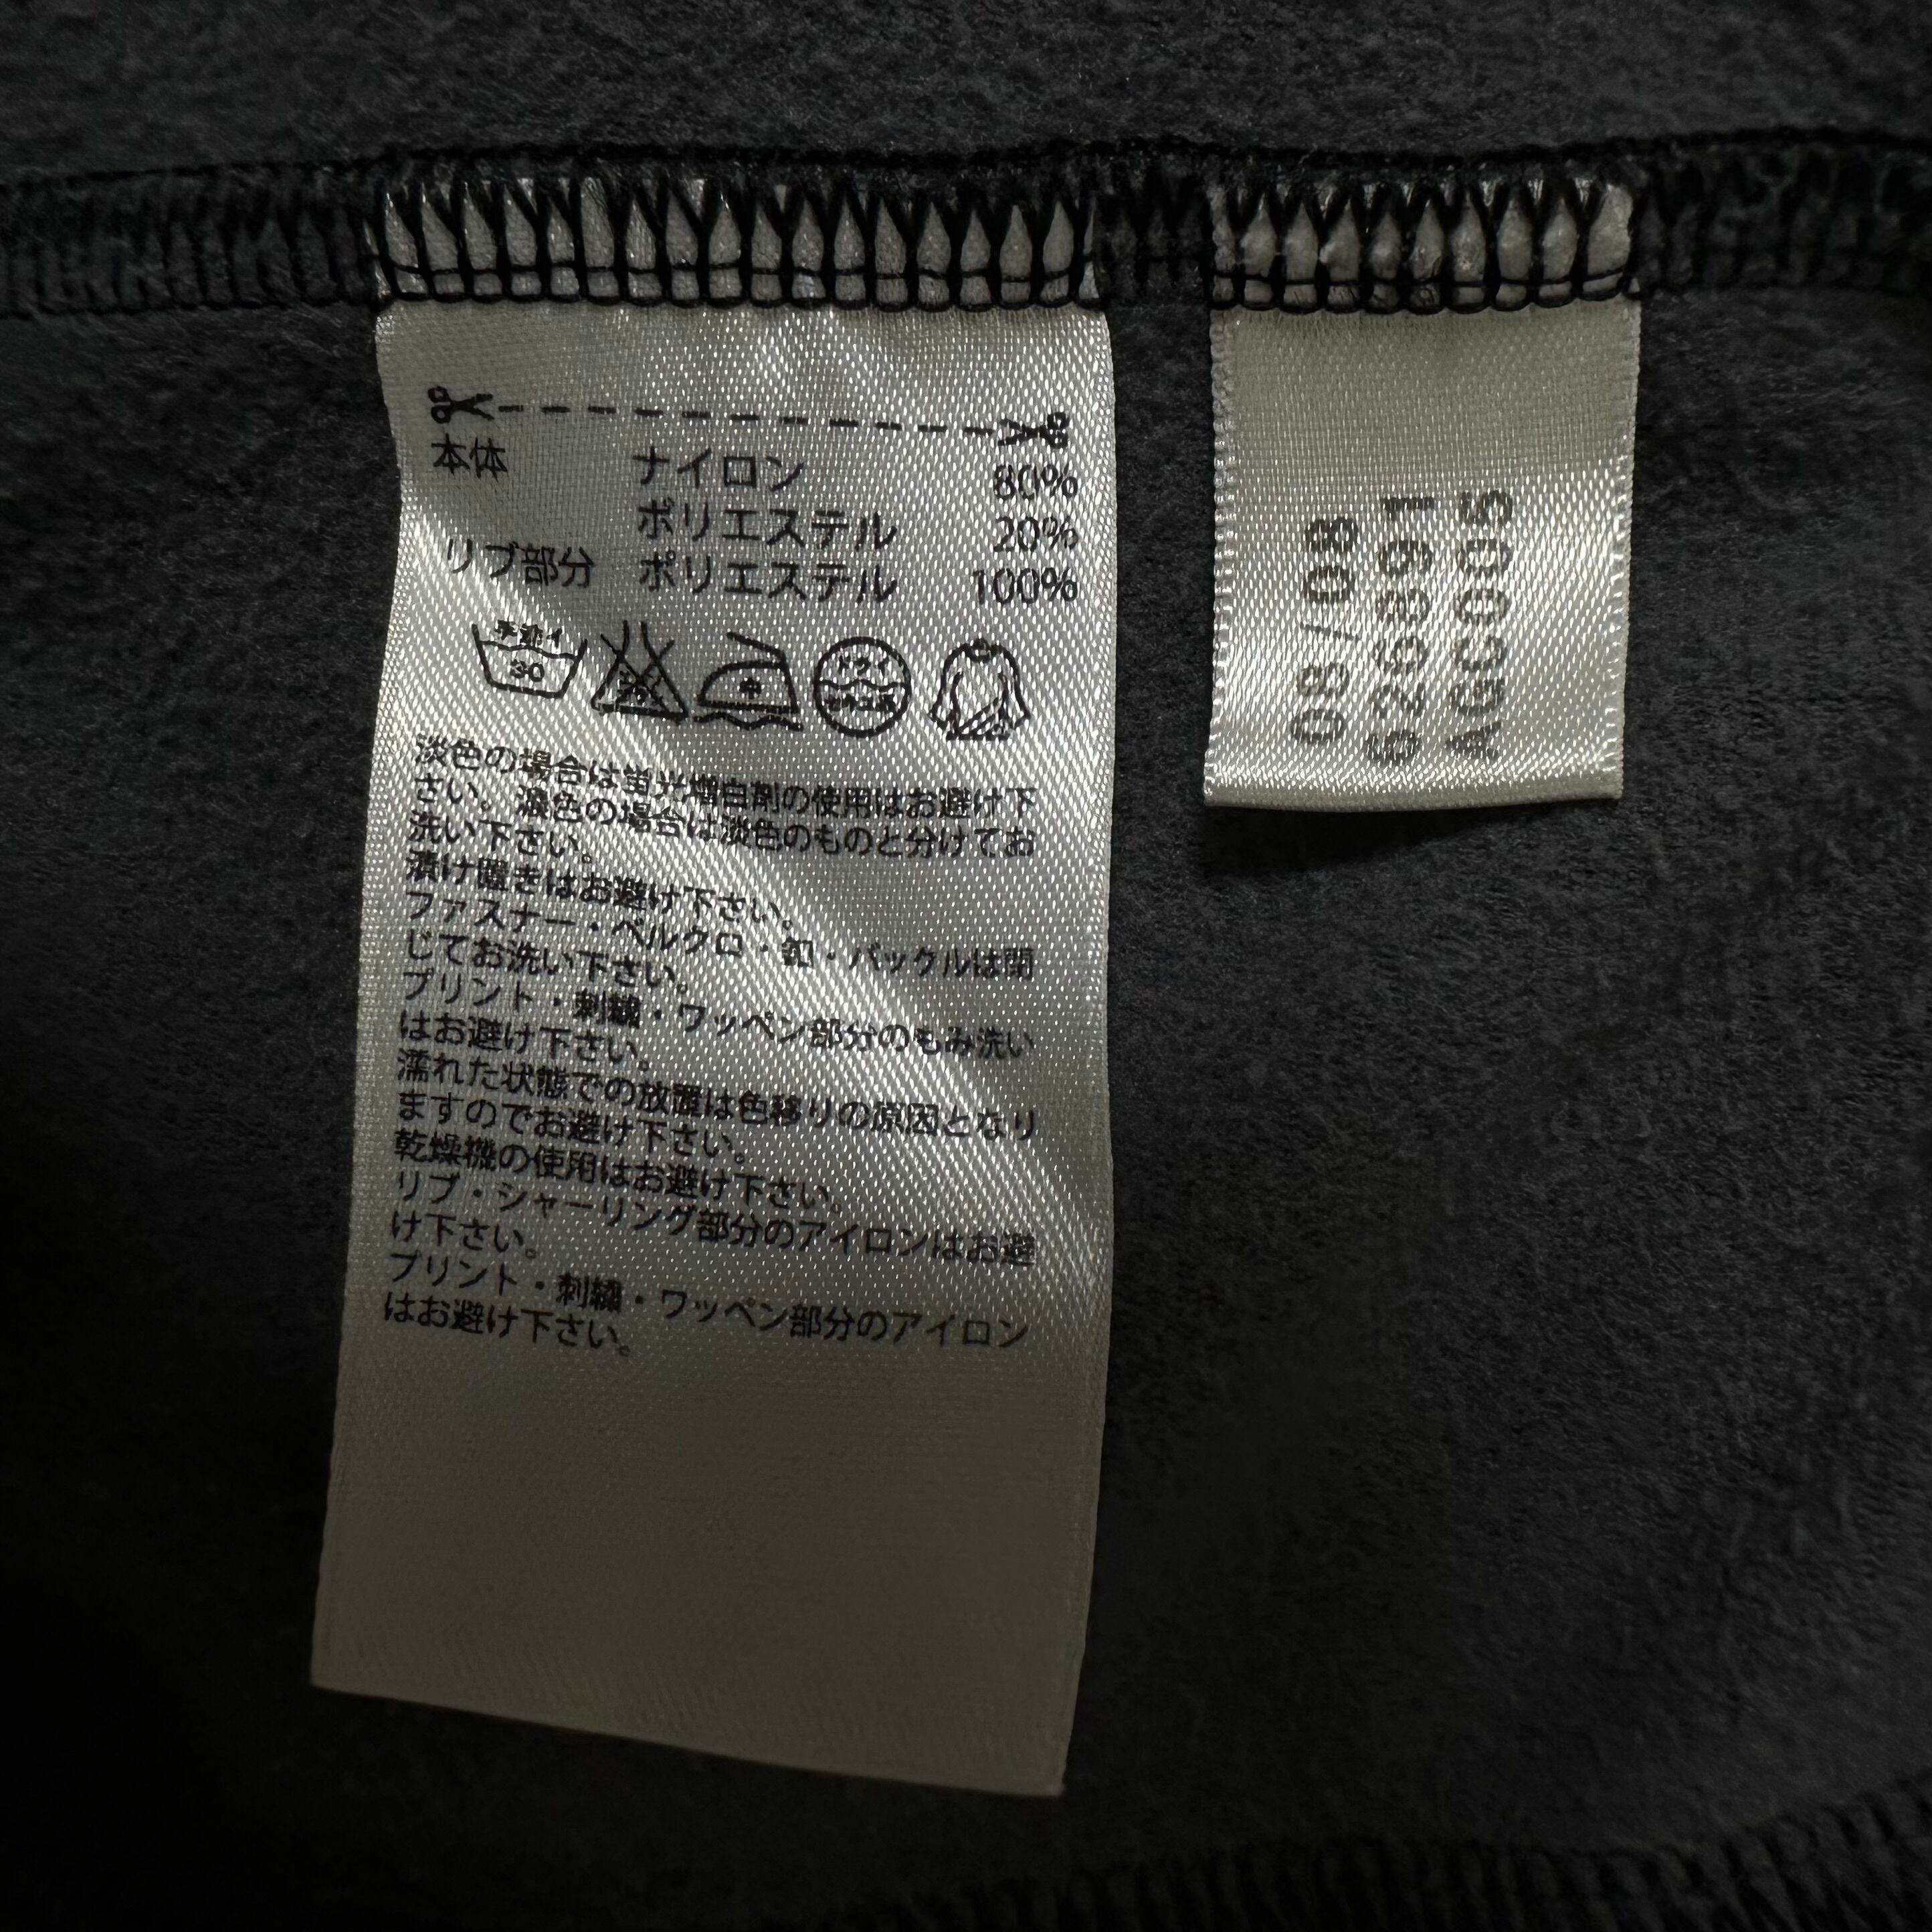 本体 ナイロン 80%
ポリエステル 20%
リブ部分 ポリエステル 100%
手洗イ
30
中
ドライ
淡色の場合は蛍光増白剤の使用はお避け下
さい。濃色の場合は淡色のものと分けてお
洗い下さい。
漬け置きはお避け下さい。
ファスナー・ベルクロ・釦・バックルは閉
じてお洗い下さい。
プリント・刺繍・ワッペン部分のもみ洗い
はお避け下さい。
濡れた状態での放置は色移りの原因となり
ますのでお避け下さい。
乾燥機の使用はお避け下さい。
リブ・シャーリング部分のアイロンはお避
け下さい。
プリント・刺繍・ワッペン部分のアイロン
はお避け下さい。
08/08
626891
AGC005